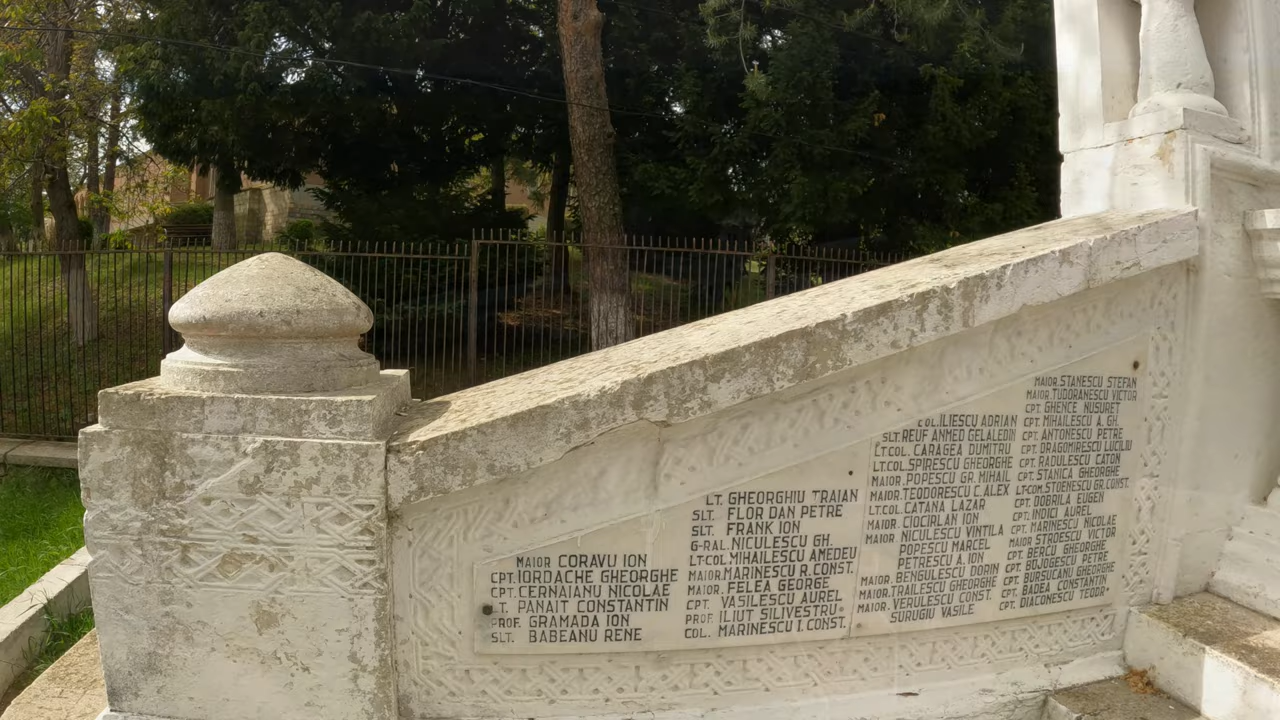 MAIOR CORAVU ION
CPT. IORDACHE GHEORGHE
CPT. CERNAIANU NICOLAE
LT. PANAIT CONSTANTIN
PROF. GRAMADA ION
SLT. BABEANU RENE
LT. GHEORGHIU TRAIAN
SLT. FLOR DAN PETRE
SLT. FRANK ION
G-RAL. NICULESCU GH.
LT-COL. MIHAILESCU AMEDEU
MAIOR. MARINESCU R. CONST.
MAIOR. FELEA GEORGE
CPT. VASILESCU AUREL
PROF. ILIUT SILVESTRU
COL. MARINESCU I. CONST.
COL. ILIESCU ADRIAN
SLT. REUF AHMED GELALEDIN
LT.COL. CARAGEA DUMITRU
LT.COL. SPIRESCU GHEORGHE
MAIOR. POPESCU GR. MIHAIL
MAIOR. TEODORESCU C. ALEX
LT.COL. CATANA LAZAR
MAIOR. CIOCIRLAN ION
MAIOR. NICULESCU VINTILA
POPESCU MARCEL
PETRESCU A. ION
MAIOR. BENGULESCU DORIN
MAIOR. TRAILESCU GHEORGHE
MAIOR. VERULESCU CONST.
SURUGIU VASILE
MAIOR. STANESCU STEFAN
MAIOR. TUDORANESCU VICTOR
CPT. GHENCE NUSURET
CPT. MIHAILESCU A. GH.
CPT. ANTONESCU PETRE
CPT. DRAGOMIRESCU LUCILIU
CPT. RADULESCU CATON
CPT. STANICA GHEORGHE
LT-COM. STOENESCU GR. CONST.
CPT. DOBRILA EUGEN
CPT. INDICI AUREL
CPT. MARINESCU NICOLAE
MAIOR STROESCU VICTOR
CPT. BERCU GHEORGHE
CPT. BOJOGESCU PETRE
CPT. BURSUCANU GHEORGHE
CPT. BADEA CONSTANTIN
CPT. DIACONESCU TEODR.